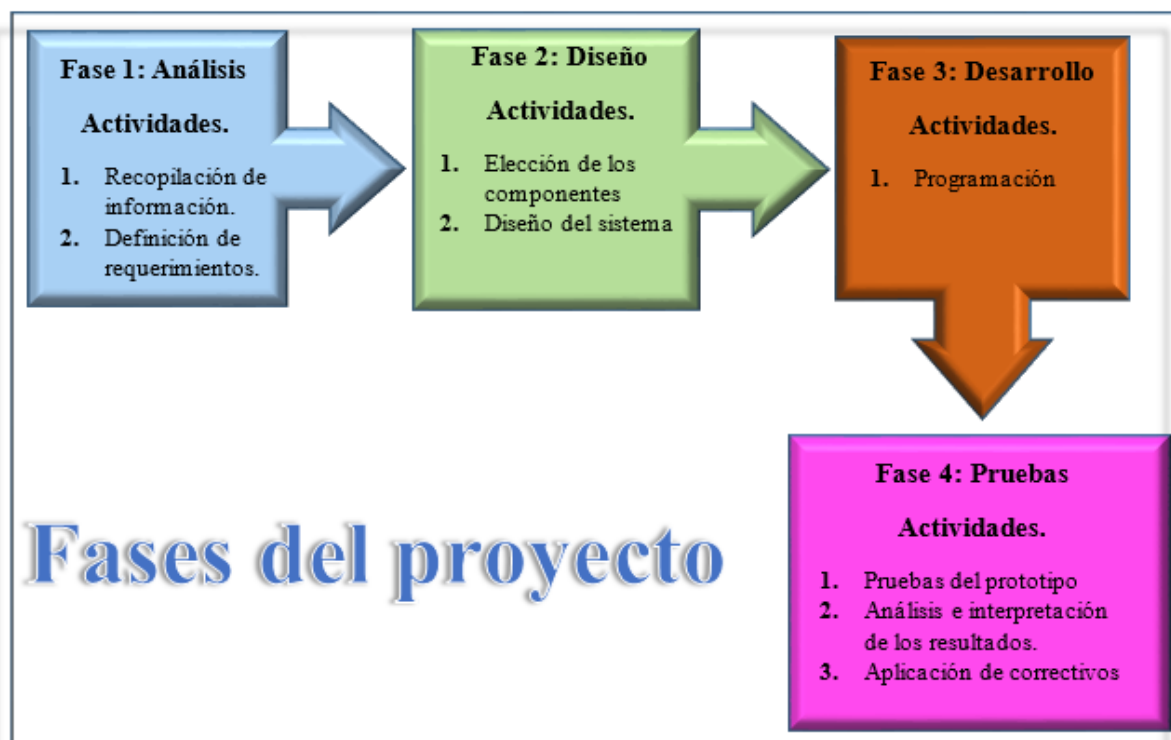 Fase 1: Análisis
Actividades.
1. Recopilación de
información.
2. Definición de
requerimientos.
Fase 2: Diseño
Actividades.
1. Elección de los
componentes
2. Diseño del sistema
Fase 3: Desarrollo
Actividades.
1. Programación
Fase 4: Pruebas
Actividades.
1. Pruebas del prototipo
2. Análisis e interpretación
de los resultados.
3. Aplicación de correctivos
Fases del proyecto